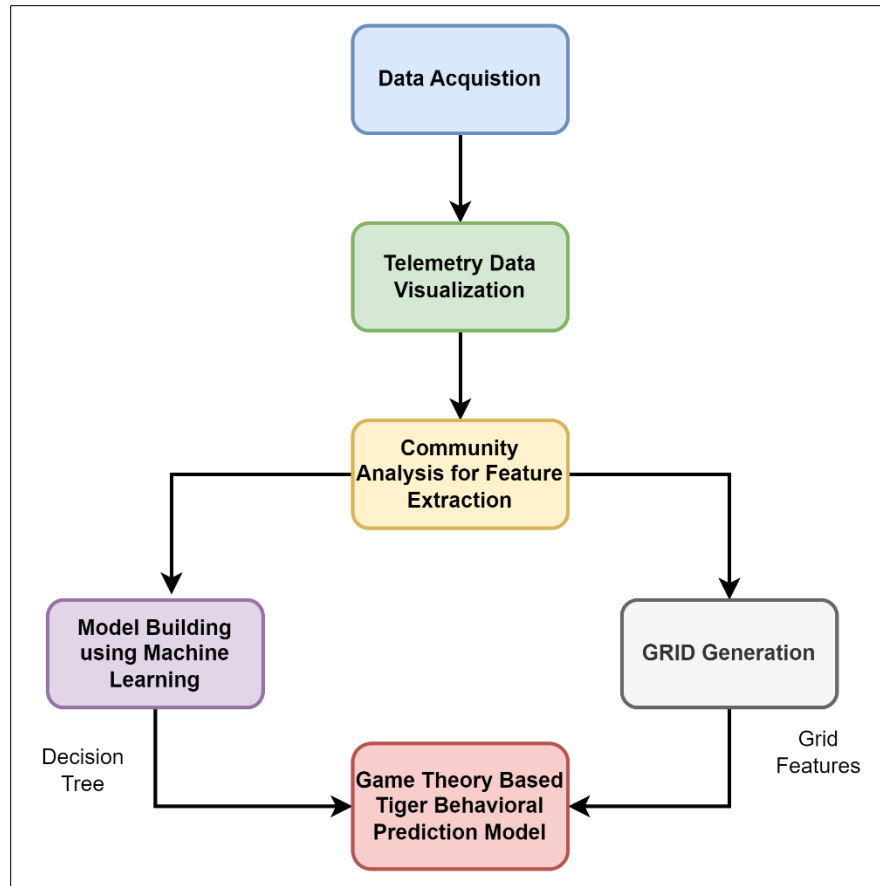 Data Acquistion
Telemetry Data
Visualization
Community
Analysis for Feature
Extraction
Model Building
using Machine
Learning
GRID Generation
Decision
Tree
Grid
Features
Game Theory Based
Tiger Behavioral
Prediction Model